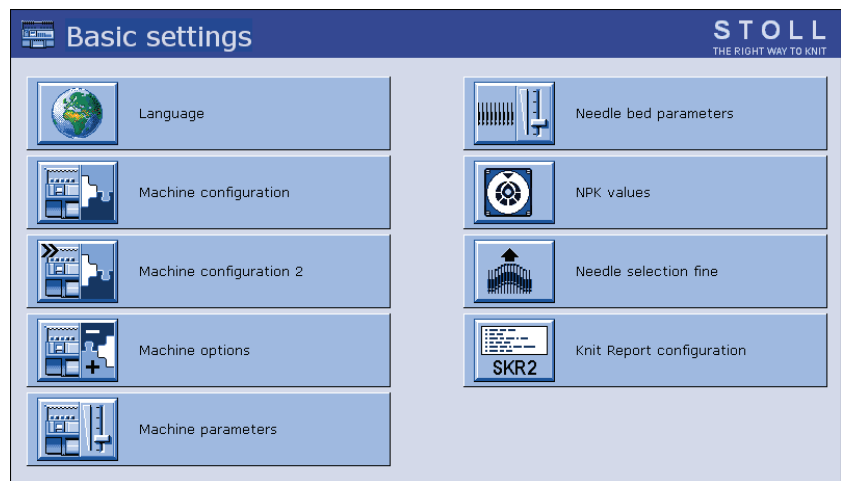 Basic settings
STOLL
THE RIGHT WAY TO KNIT
Language
Machine configuration
Machine configuration 2
Machine options
Machine parameters
Needle bed parameters
NPK values
Needle selection fine
SKR2
Knit Report configuration